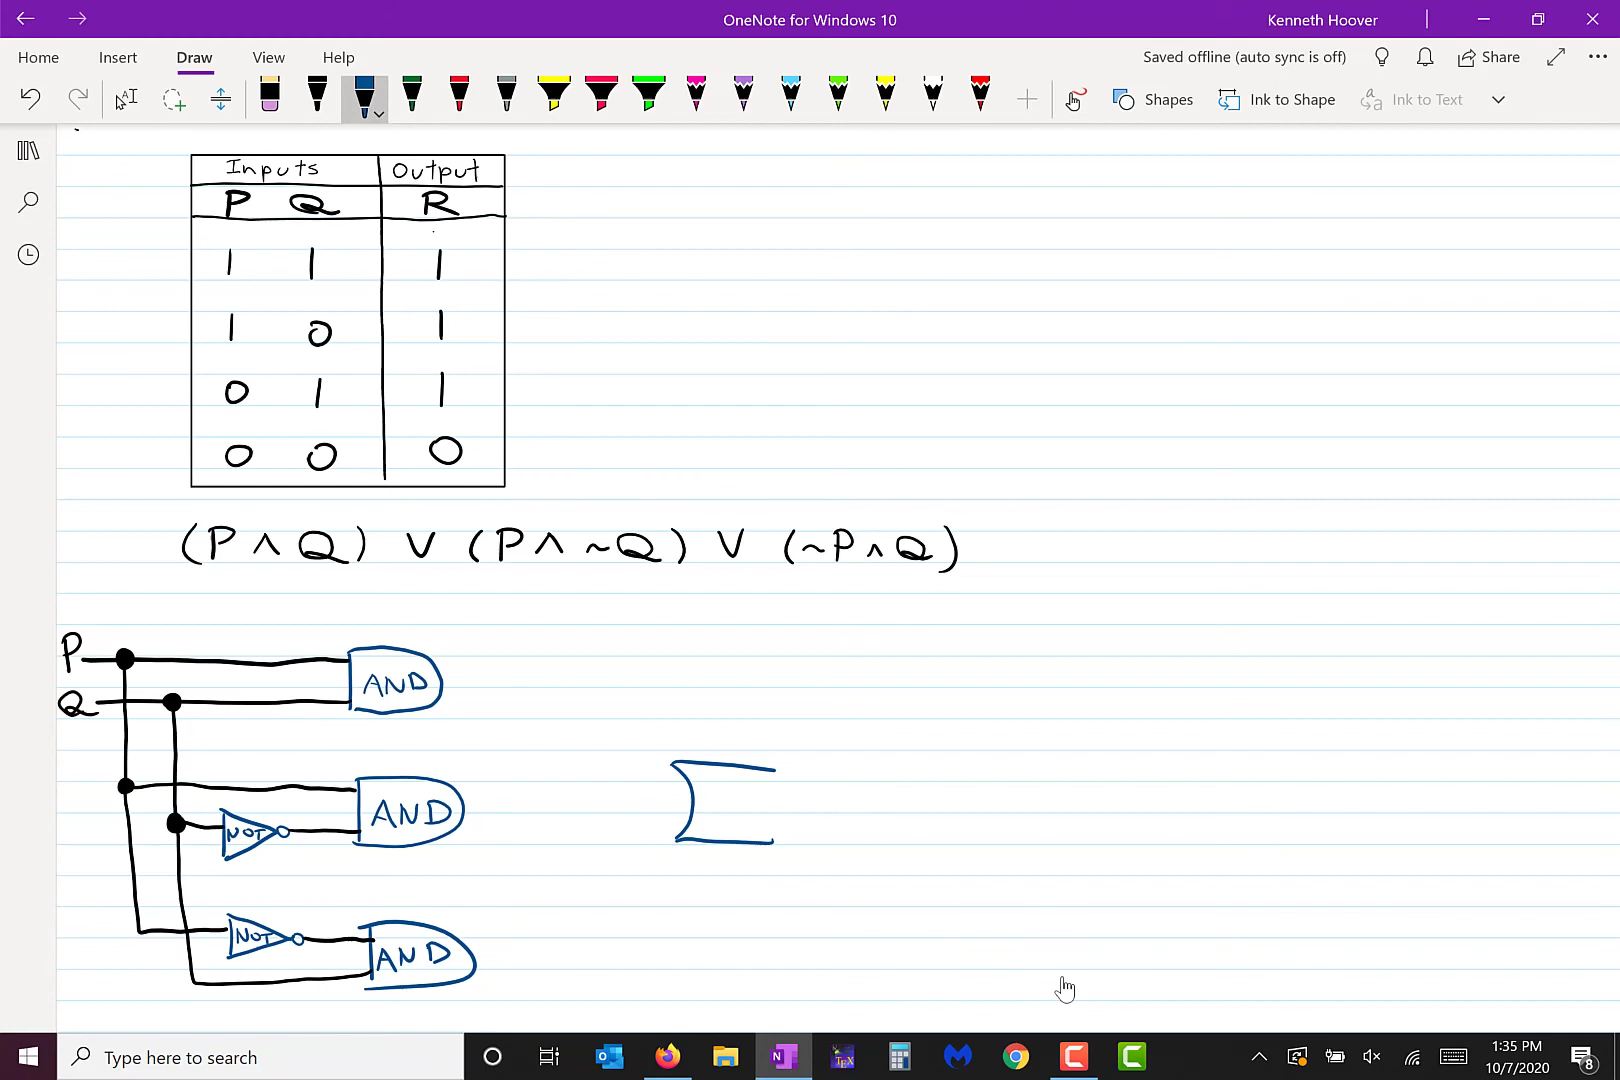 OneNote for Windows 10
Kenneth Hoover
Home Insert Draw View Help
Saved offline (auto sync is off)
Share
Shapes
Ink to Shape
Ink to Text
Inputs Output
P Q R
1 1 1
1 0 1
0 1 1
0 0 0
(P ∧ Q) ∨ (P ∧ ~Q) ∨ (~P ∧ Q)
P
AND
Q
AND
NOT
NOT
AND
Type here to search
1:35 PM
10/7/2020
8